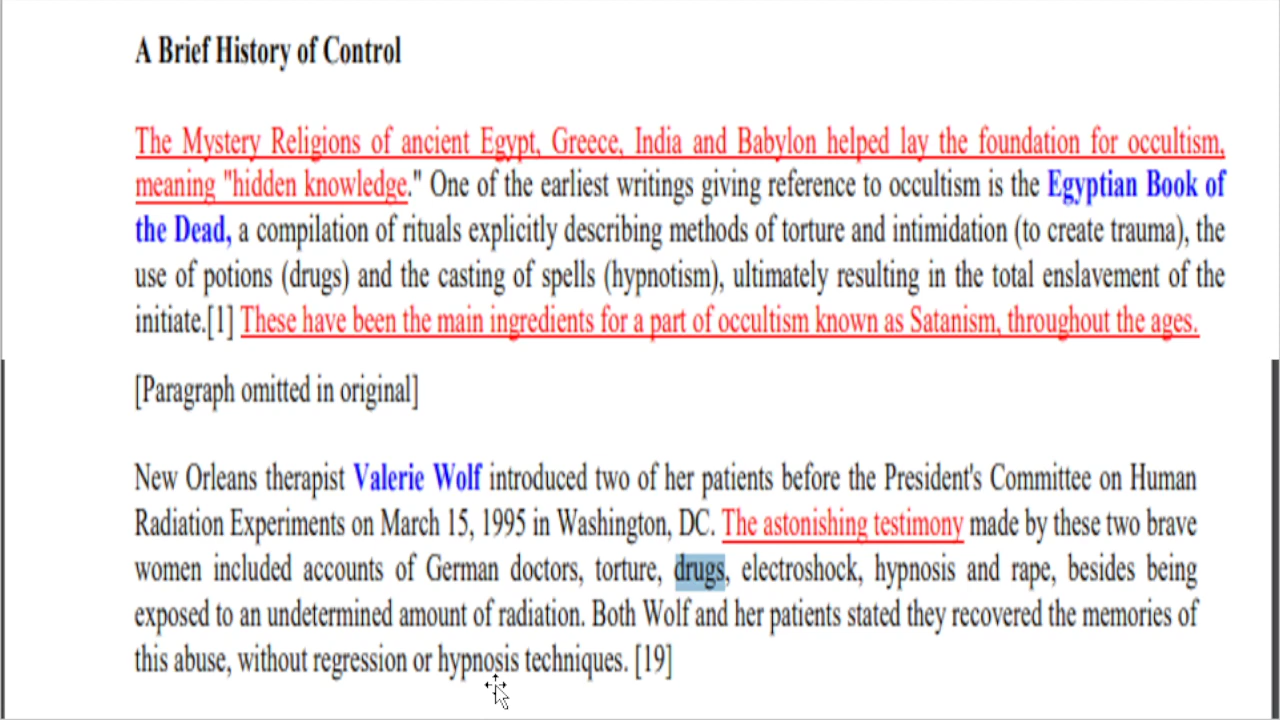 A Brief History of Control
The Mystery Religions of ancient Egypt, Greece, India and Babylon helped lay the foundation for occultism,
meaning "hidden knowledge." One of the earliest writings giving reference to occultism is the Egyptian Book of
the Dead, a compilation of rituals explicitly describing methods of torture and intimidation (to create trauma), the
use of potions (drugs) and the casting of spells (hypnotism), ultimately resulting in the total enslavement of the
initiate.[1] These have been the main ingredients for a part of occultism known as Satanism, throughout the ages.
[Paragraph omitted in original]
New Orleans therapist Valerie Wolf introduced two of her patients before the President's Committee on Human
Radiation Experiments on March 15, 1995 in Washington, DC. The astonishing testimony made by these two brave
women included accounts of German doctors, torture, drugs, electroshock, hypnosis and rape, besides being
exposed to an undetermined amount of radiation. Both Wolf and her patients stated they recovered the memories of
this abuse, without regression or hypnosis techniques. [19]